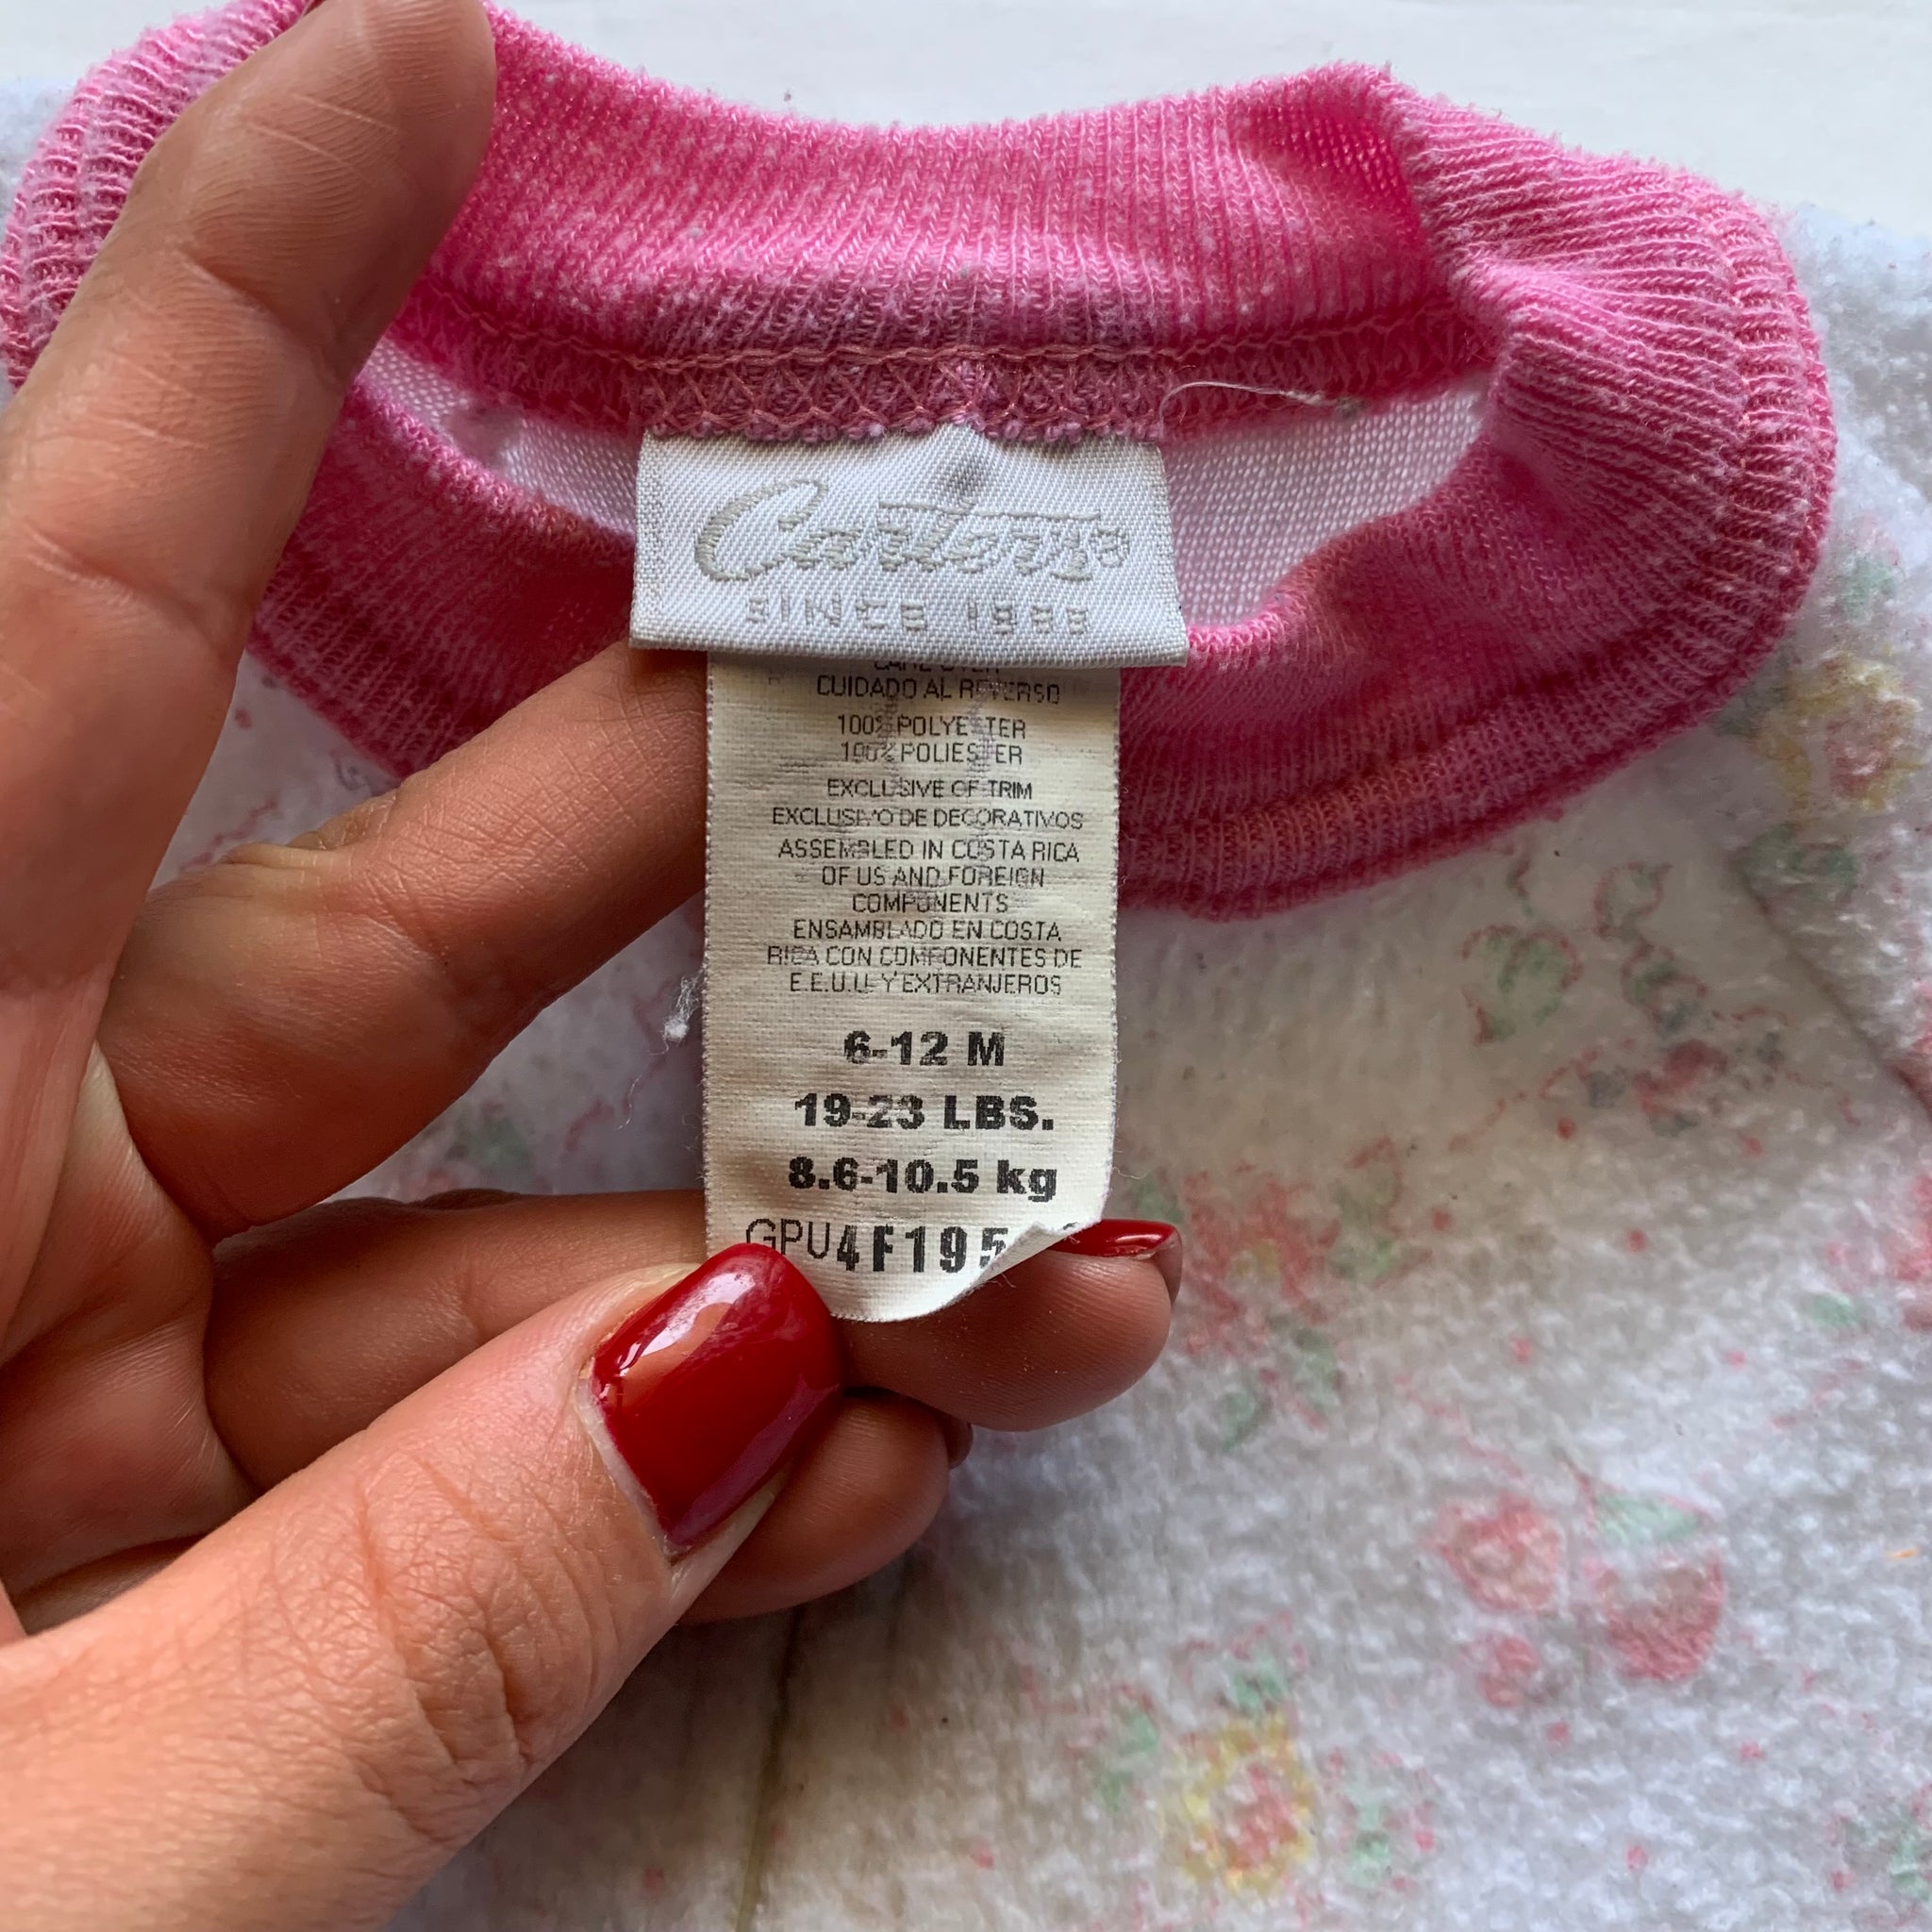 Carter's®
SINCE
CUIDADO AL REVERSO
100% POLYESTER
100% POLIESTER
EXCLUSIVE OF TRIM
EXCLUSIVO DE DECORATIVOS
ASSEMBLED IN COSTA RICA
OF US AND FOREIGN
COMPONENTS
ENSAMBLADO EN COSTA
RICA CON COMPONENTES DE
E.E.U.U. Y EXTRANJEROS
6-12 M
19-23 LBS.
8.6-10.5 kg
GPU4F195